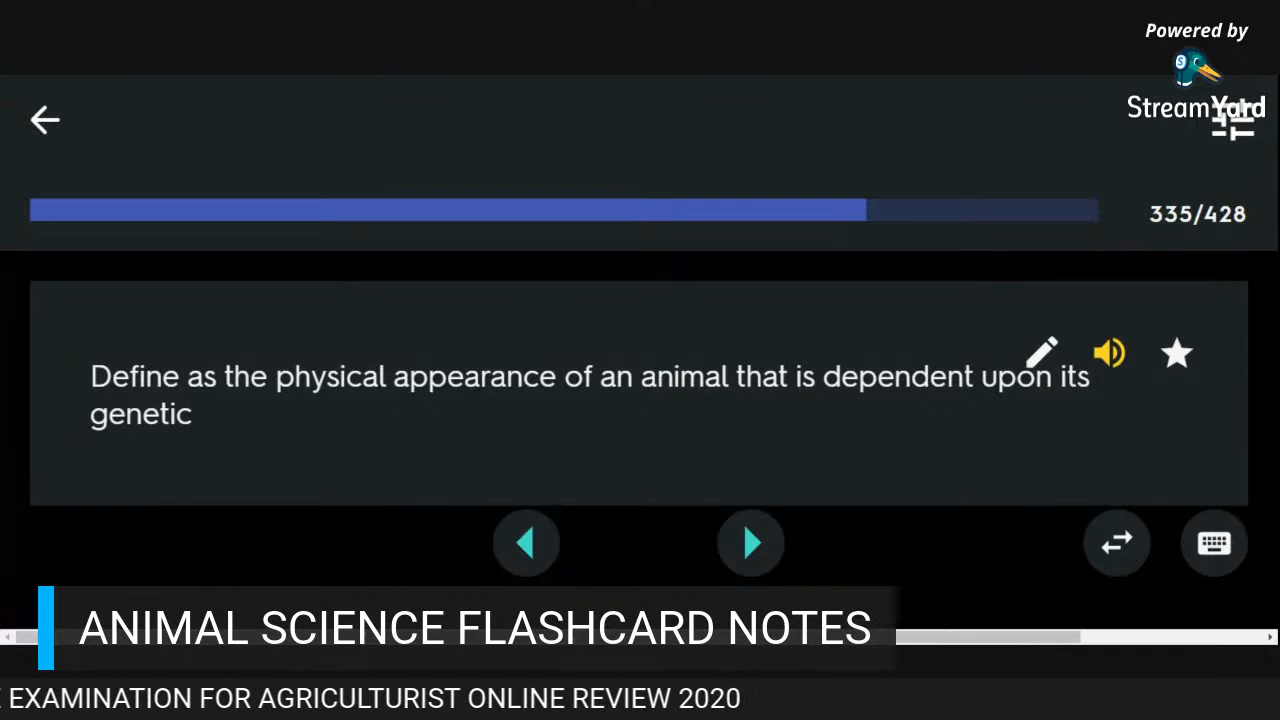 Powered by
StreamYard
335/428
Define as the physical appearance of an animal that is dependent upon its
genetic
ANIMAL SCIENCE FLASHCARD NOTES
EXAMINATION FOR AGRICULTURIST ONLINE REVIEW 2020